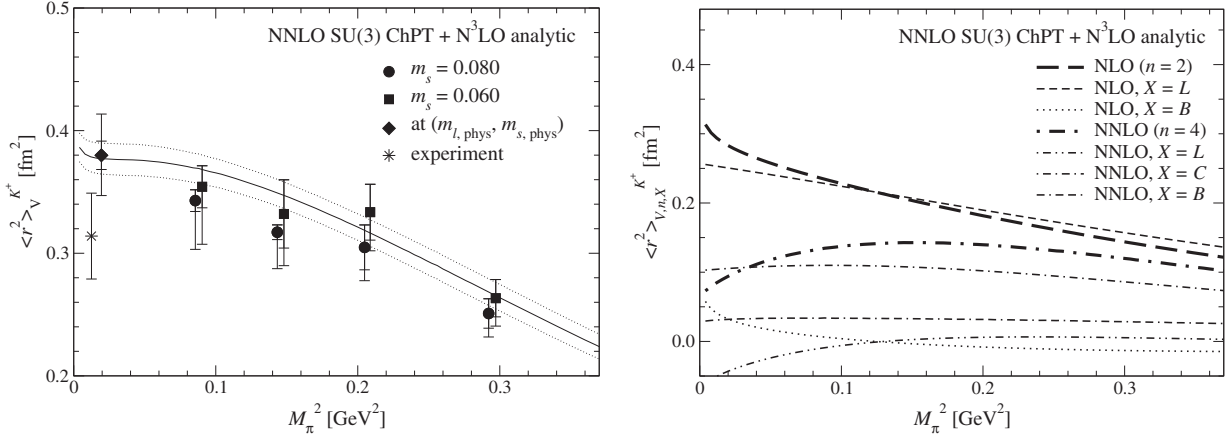 NNLO SU(3) ChPT + N³LO analytic
m_s = 0.080
m_s = 0.060
at (m_{l, phys}, m_{s, phys})
experiment
<r²>_V^{K⁺} [fm²]
0.5
0.4
0.3
0.2
0 0.1 0.2 0.3
M_π² [GeV²]
NNLO SU(3) ChPT + N³LO analytic
NLO (n = 2)
NLO, X = L
NLO, X = B
NNLO (n = 4)
NNLO, X = L
NNLO, X = C
NNLO, X = B
<r²>_{V,n,X}^{K⁺} [fm²]
0.4
0.2
0.0
0 0.1 0.2 0.3
M_π² [GeV²]